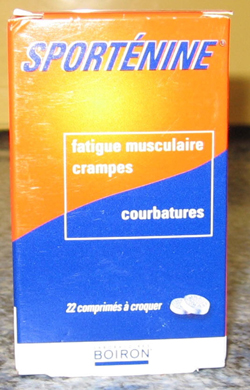 SPORTÉNINE
fatigue musculaire
crampes
courbatures
22 comprimés à croquer
BOIRON